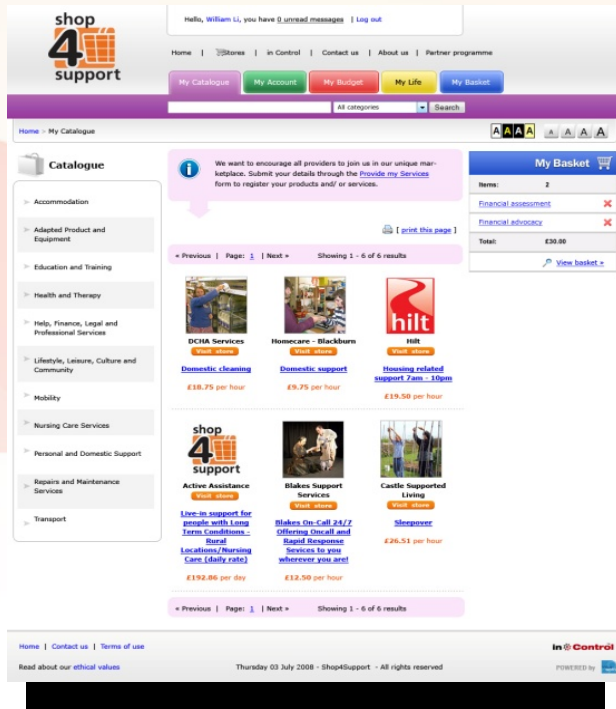 shop
4
support
Hello, William Li, you have 0 unread messages | Log out
Home | Stores | in Control | Contact us | About us | Partner programme
My Catalogue My Account My Budget My Life My Basket
All categories Search
Home > My Catalogue
A A A A A A A A
Catalogue
Accommodation
Adapted Product and
Equipment
Education and Training
Health and Therapy
Help, Finance, Legal and
Professional Services
Lifestyle, Leisure, Culture and
Community
Mobility
Nursing Care Services
Personal and Domestic Support
Repairs and Maintenance
Services
Transport
i
We want to encourage all providers to join
us in our unique mar-
ketplace. Submit your details through the Provide my Services
form to register your products and/ or services.
[ print this page ]
« Previous | Page: 1 | Next » Showing 1 - 6 of 6 results
DCHA Services Homecare - Blackburn Hilt
hilt
Visit store Visit store Visit store
Domestic cleaning Domestic support Housing related
support 7am - 10pm
£18.75 per hour £9.75 per hour £19.50 per hour
shop
4
support
Active Assistance
Visit store
Live-in support for
people with Long
Term Conditions -
Rural
Locations/Nursing
Care (daily rate)
£192.86 per day
Blakes Support
Services
Visit store
Blakes On-Call 24/7
Offering Oncall and
Rapid Response
Sevices to you
wherever you are!
£12.50 per hour
Castle Supported
Living
Visit store
Sleepover
£26.51 per hour
« Previous | Page: 1 | Next » Showing 1 - 6 of 6 results
My Basket
Items: 2
Financial assessment
Financial advocacy
Total: £30.00
View basket »
Home | Contact us | Terms of use
in Control
Read about our ethical values
Thursday 03 July 2008 - Shop4Support - All rights reserved
POWERED by